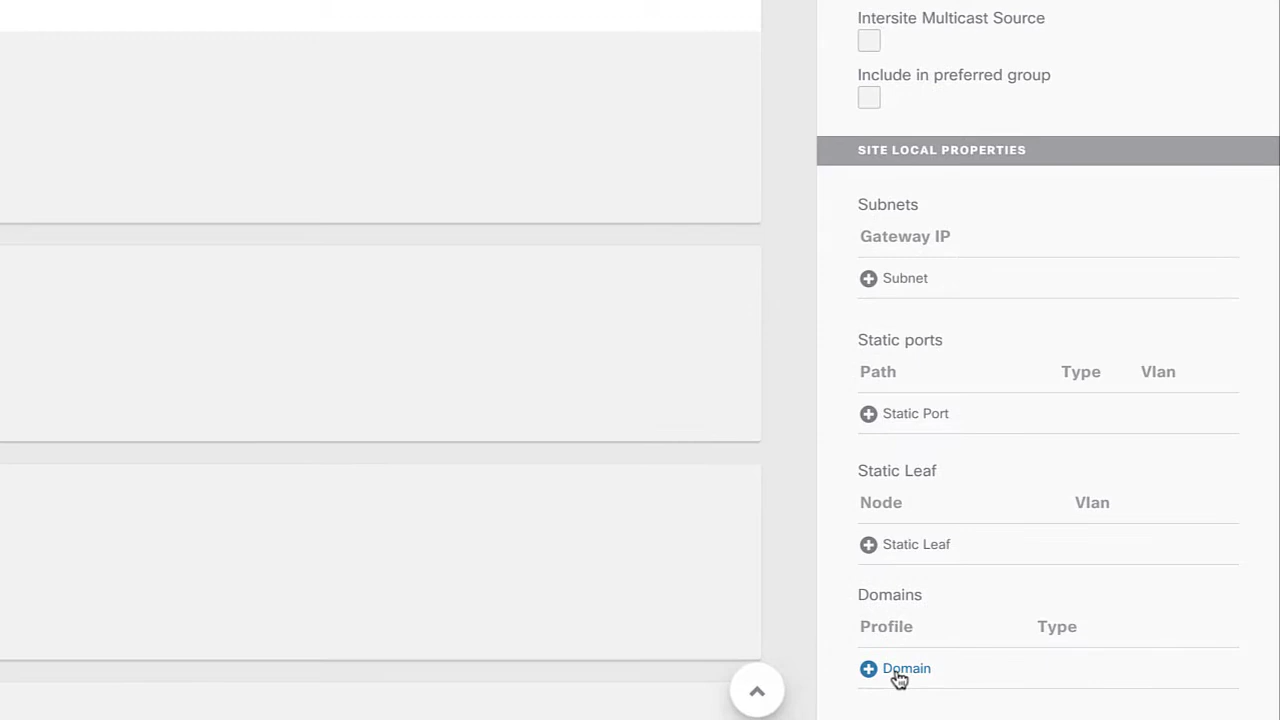 Intersite Multicast Source
Include in preferred group
SITE LOCAL PROPERTIES
Subnets
Gateway IP
Subnet
Static ports
Path Type Vlan
Static Port
Static Leaf
Node Vlan
Static Leaf
Domains
Profile Type
Domain